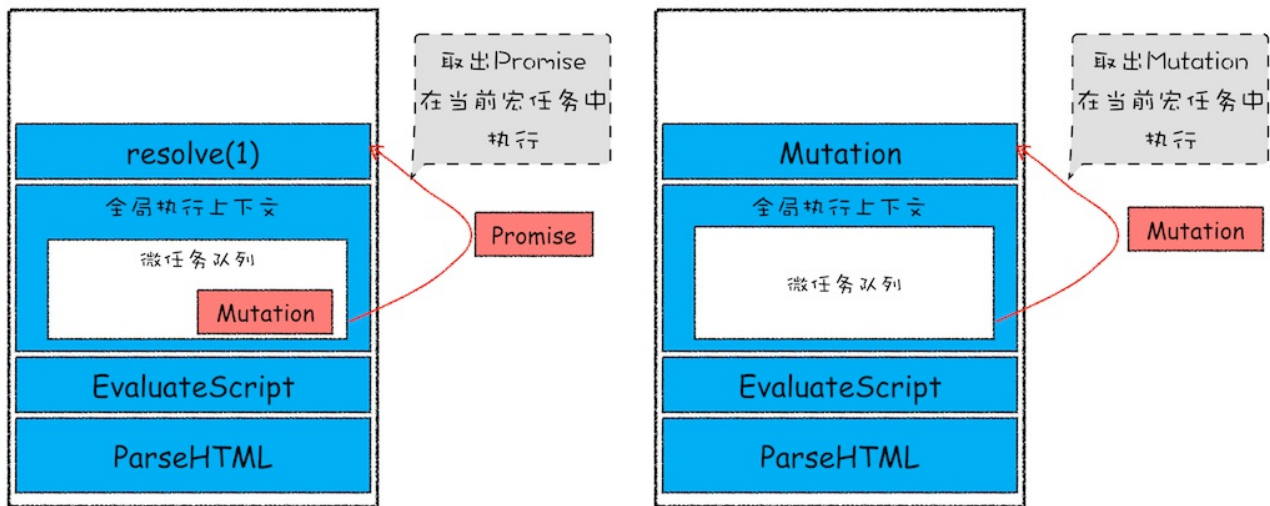 取出Promise
在当前宏任务中
执行
resolve(1)
全局执行上下文
微任务队列
Mutation
Promise
EvaluateScript
ParseHTML
取出Mutation
在当前宏任务中
执行
Mutation
全局执行上下文
微任务队列
Mutation
EvaluateScript
ParseHTML